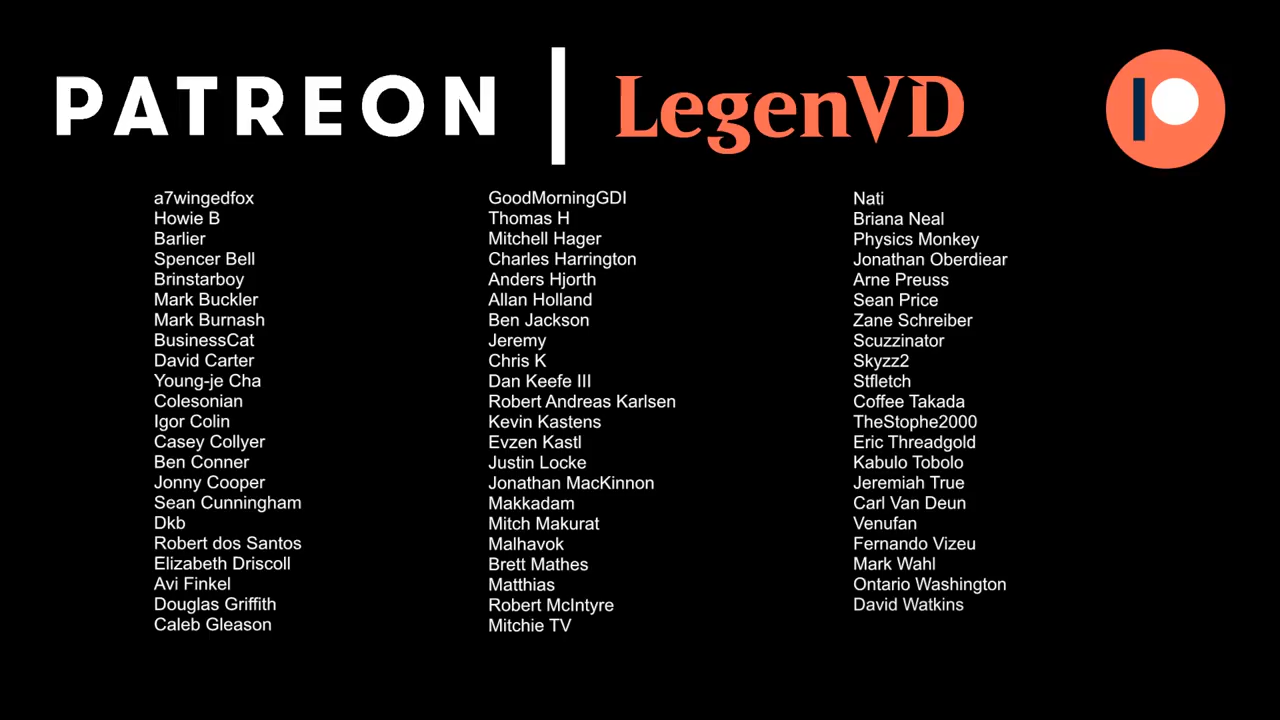 PATREON | LegenVD
a7wingedfox
Howie B
Barlier
Spencer Bell
Brinstarboy
Mark Buckler
Mark Burnash
BusinessCat
David Carter
Young-je Cha
Colesonian
Igor Colin
Casey Collyer
Ben Conner
Jonny Cooper
Sean Cunningham
Dkb
Robert dos Santos
Elizabeth Driscoll
Avi Finkel
Douglas Griffith
Caleb Gleason
GoodMorningGDI
Thomas H
Mitchell Hager
Charles Harrington
Anders Hjorth
Allan Holland
Ben Jackson
Jeremy
Chris K
Dan Keefe III
Robert Andreas Karlsen
Kevin Kastens
Evzen Kastl
Justin Locke
Jonathan MacKinnon
Makkadam
Mitch Makurat
Malhavok
Brett Mathes
Matthias
Robert McIntyre
Mitchie TV
Nati
Briana Neal
Physics Monkey
Jonathan Oberdiear
Arne Preuss
Sean Price
Zane Schreiber
Scuzzinator
Skyzz2
Stfletch
Coffee Takada
TheStophe2000
Eric Threadgold
Kabulo Tobolo
Jeremiah True
Carl Van Deun
Venufan
Fernando Vizeu
Mark Wahl
Ontario Washington
David Watkins